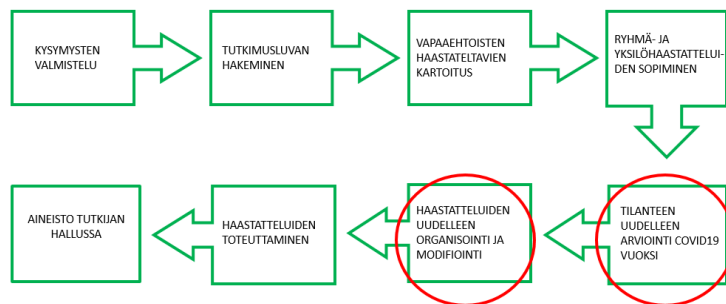 KYSYMYSTEN
VALMISTELU
TUTKIMUSLUVAN
HAKEMINEN
VAPAAEHTOISTEN
HAASTATELTAVIEN
KARTOITUS
RYHMÄ- JA
YKSILÖHAASTATTELUI-
DEN SOPIMINEN
TILANTEEN
UUDELLEEN
ARVIOINTI COVID19
VUOKSI
HAASTATTELUIDEN
UUDELLEEN
ORGANISOINTI JA
MODIFIOINTI
HAASTATTELUIDEN
TOTEUTTAMINEN
AINEISTO TUTKIJAN
HALLUSSA